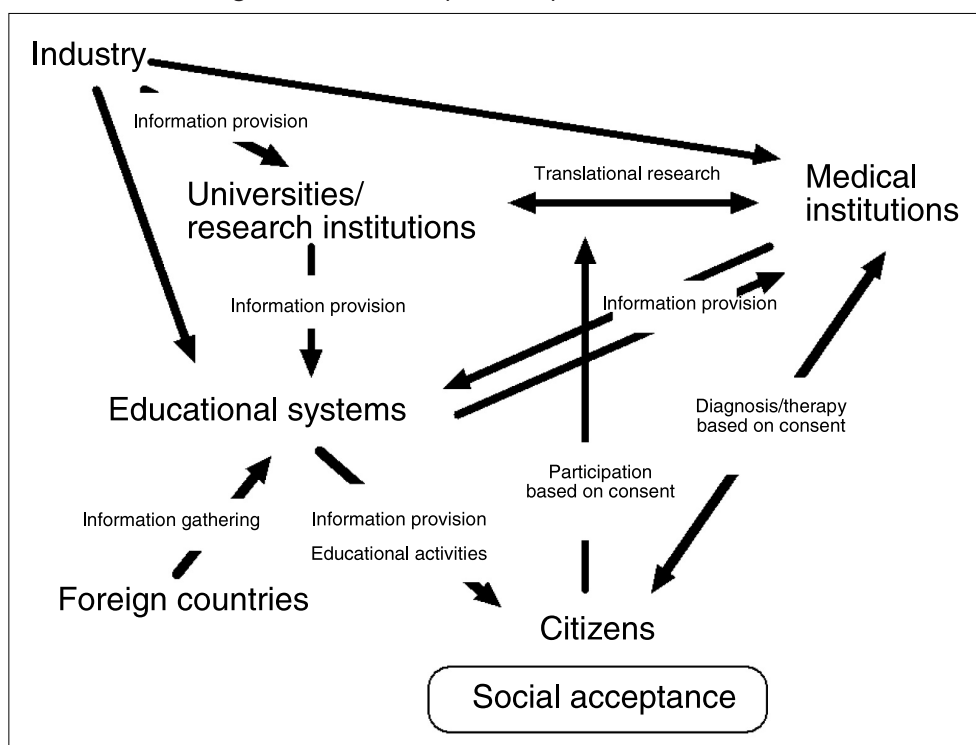 Industry
Information provision
Translational research
Medical
institutions
Universities/
research institutions
Information provision
Information provision
Educational systems
Diagnosis/therapy
based on consent
Participation
based on consent
Information gathering
Information provision
Educational activities
Foreign countries
Citizens
Social acceptance